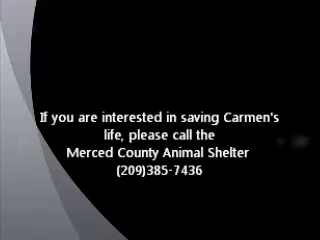 If you are interested in saving Carmen's
life, please call the
Merced County Animal Shelter
(209)385-7436